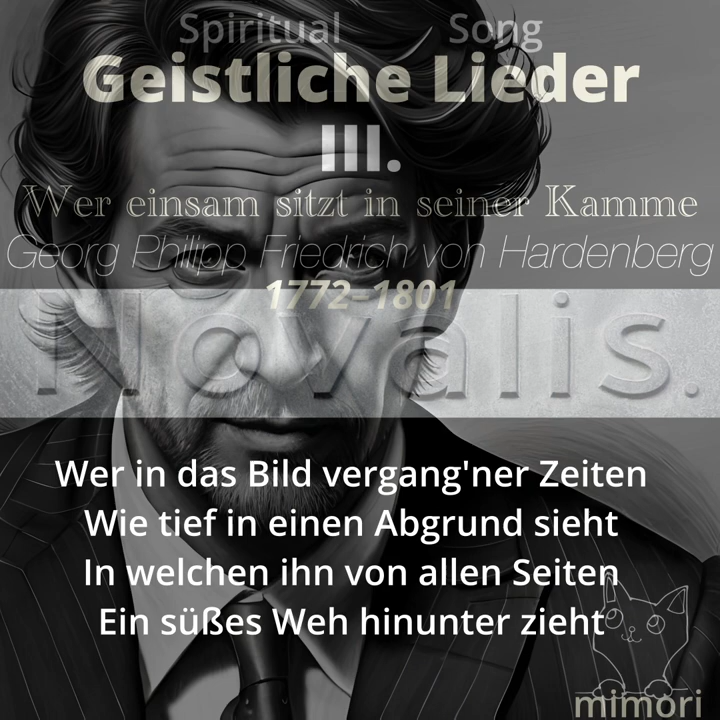 Spiritual Song
Geistliche Lieder
III.
Wer einsam sitzt in seiner Kamme
Georg Philipp Friedrich von Hardenberg
1772–1801
Novalis.
Wer in das Bild vergang'ner Zeiten
Wie tief in einen Abgrund sieht
In welchen ihn von allen Seiten
Ein süßes Weh hinunter zieht
mimori